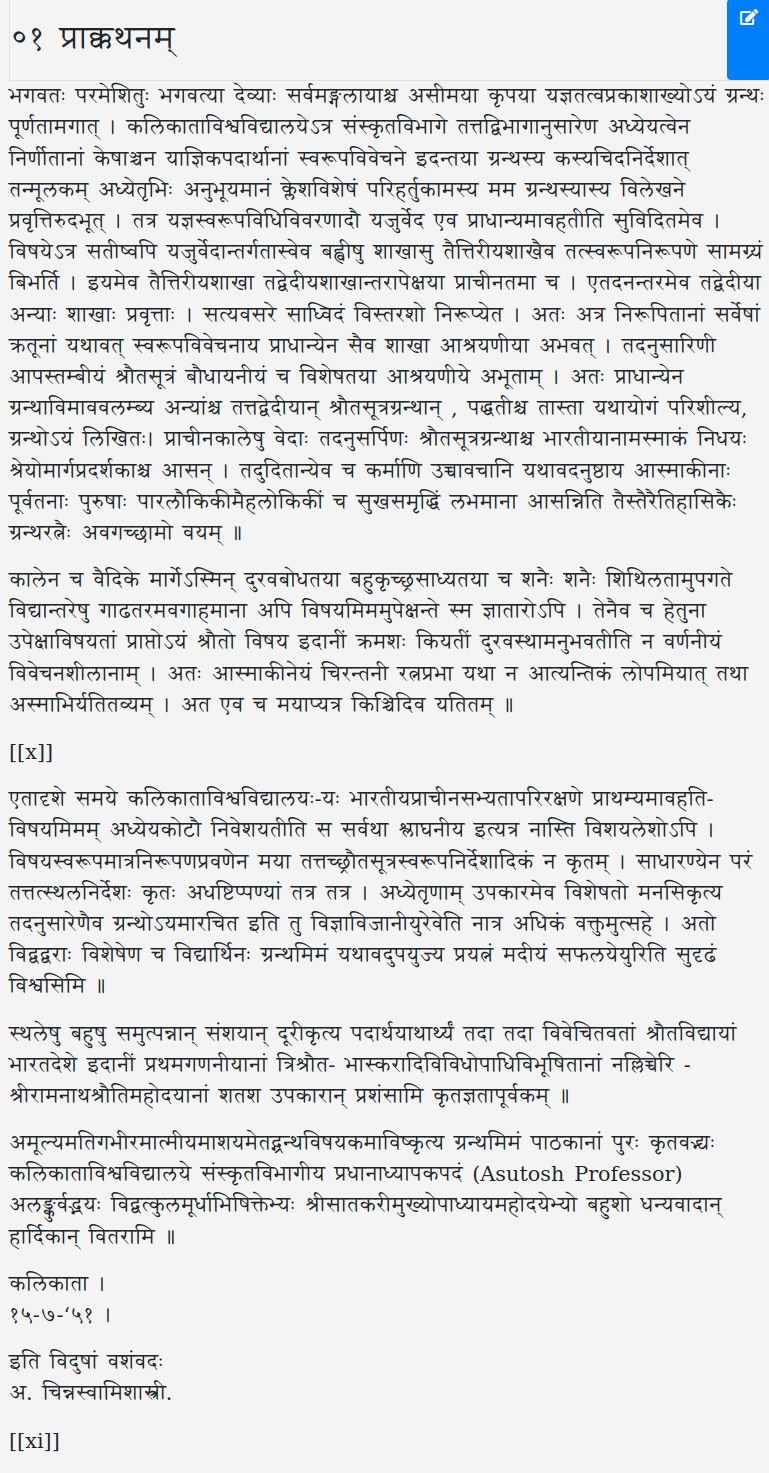 ०१ प्राक्कथनम्
भगवतः परमेशितुः भगवत्या देव्याः सर्वमङ्गलायाश्च असीमया कृपया यज्ञतत्वप्रकाशाख्योऽयं ग्रन्थः
पूर्णतामगात् । कलिकाताविश्वविद्यालयेऽत्र संस्कृतविभागे तत्तद्विभागानुसारेण अध्येयत्वेन
निर्णीतानां केषाञ्चन याज्ञिकपदार्थानां स्वरूपविवेचने इदन्तया ग्रन्थस्य कस्यचिदनिर्देशात्
तन्मूलकम् अध्येतृभिः अनुभूयमानं क्लेशविशेषं परिहर्तुकामस्य मम ग्रन्थस्यास्य विलेखने
प्रवृत्तिरुदभूत् । तत्र यज्ञस्वरूपविधिविवरणादौ यजुर्वेद एव प्राधान्यमावहतीति सुविदितमेव ।
विषयेऽत्र सतीष्वपि यजुर्वेदान्तर्गतास्वेव बह्वीषु शाखासु तैत्तिरीयशाखैव तत्स्वरूपनिरूपणे सामग्र्यं
बिभर्ति । इयमेव तैत्तिरीयशाखा तद्वेदीयशाखान्तरापेक्षया प्राचीनतमा च । एतदनन्तरमेव तद्वेदीया
अन्याः शाखाः प्रवृत्ताः । सत्यवसरे साध्विदं विस्तरशो निरूप्येत । अतः अत्र निरूपितानां सर्वेषां
क्रतूनां यथावत् स्वरूपविवेचनाय प्राधान्येन सैव शाखा आश्रयणीया अभवत् । तदनुसारिणी
आपस्तम्बीयं श्रौतसूत्रं बौधायनीयं च विशेषतया आश्रयणीये अभूताम् । अतः प्राधान्येन
ग्रन्थाविमाववलम्ब्य अन्यांश्च तत्तद्वेदीयान् श्रौतसूत्रग्रन्थान् , पद्धतीश्च तास्ता यथायोगं परिशील्य,
ग्रन्थोऽयं लिखितः। प्राचीनकालेषु वेदाः तदनुसर्पिणः श्रौतसूत्रग्रन्थाश्च भारतीयानामस्माकं निधयः
श्रेयोमार्गप्रदर्शकाश्च आसन् । तदुदितान्येव च कर्माणि उच्चावचानि यथावदनुष्ठाय आस्माकीनाः
पूर्वतनाः पुरुषाः पारलौकिकीमैहलोकिकीं च सुखसमृद्धिं लभमाना आसन्निति तैस्तैरैतिहासिकैः
ग्रन्थरत्नैः अवगच्छामो वयम् ॥
कालेन च वैदिके मार्गेऽस्मिन् दुरवबोधतया बहुकृच्छ्रसाध्यतया च शनैः शनैः शिथिलतामुपगते
विद्यान्तरेषु गाढतरमवगाहमाना अपि विषयमिममुपेक्षन्ते स्म ज्ञातारोऽपि । तेनैव च हेतुना
उपेक्षाविषयतां प्राप्तोऽयं श्रौतो विषय इदानीं क्रमशः कियतीं दुरवस्थामनुभवतीति न वर्णनीयं
विवेचनशीलानाम् । अतः आस्माकीनेयं चिरन्तनी रत्नप्रभा यथा न आत्यन्तिकं लोपमियात् तथा
अस्माभिर्यतितव्यम् । अत एव च मयाप्यत्र किञ्चिदिव यतितम् ॥
[[x]]
एतादृशे समये कलिकाताविश्वविद्यालयः-यः भारतीयप्राचीनसभ्यतापरिरक्षणे प्राथम्यमावहति-
विषयमिमम् अध्येयकोटौ निवेशयतीति स सर्वथा श्लाघनीय इत्यत्र नास्ति विशयलेशोऽपि ।
विषयस्वरूपमात्रनिरूपणप्रवणेन मया तत्तच्छ्रौतसूत्रस्वरूपनिर्देशादिकं न कृतम् । साधारण्येन परं
तत्तत्स्थलनिर्देशः कृतः अधष्टिप्पण्यां तत्र तत्र । अध्येतृणाम् उपकारमेव विशेषतो मनसिकृत्य
तदनुसारेणैव ग्रन्थोऽयमारचित इति तु विज्ञाविजानीयुरेवेति नात्र अधिकं वक्तुमुत्सहे । अतो
विद्वद्वराः विशेषेण च विद्यार्थिनः ग्रन्थमिमं यथावदुपयुज्य प्रयत्नं मदीयं सफलयेयुरिति सुदृढं
विश्वसिमि ॥
स्थलेषु बहुषु समुत्पन्नान् संशयान् दूरीकृत्य पदार्थयाथार्थ्यं तदा तदा विवेचितवतां श्रौतविद्यायां
भारतदेशे इदानीं प्रथमगणनीयानां त्रिश्रौत- भास्करादिविविधोपाधिविभूषितानां नल्लिच्चेरि -
श्रीरामनाथश्रौतिमहोदयानां शतश उपकारान् प्रशंसामि कृतज्ञतापूर्वकम् ॥
अमूल्यमतिगभीरमात्मीयमाशयमेतद्ग्रन्थविषयकमाविष्कृत्य ग्रन्थमिमं पाठकानां पुरः कृतवद्भ्यः
कलिकाताविश्वविद्यालये संस्कृतविभागीय प्रधानाध्यापकपदं (Asutosh Professor)
अलङ्कुर्वद्भयः विद्वत्कुलमूर्धाभिषिक्तेभ्यः श्रीसातकरीमुख्योपाध्यायमहोदयेभ्यो बहुशो धन्यवादान्
हार्दिकान् वितरामि ॥
कलिकाता ।
१५-७-‘५१ ।
इति विदुषां वशंवदः
अ. चिन्नस्वामिशास्त्री.
[[xi]]